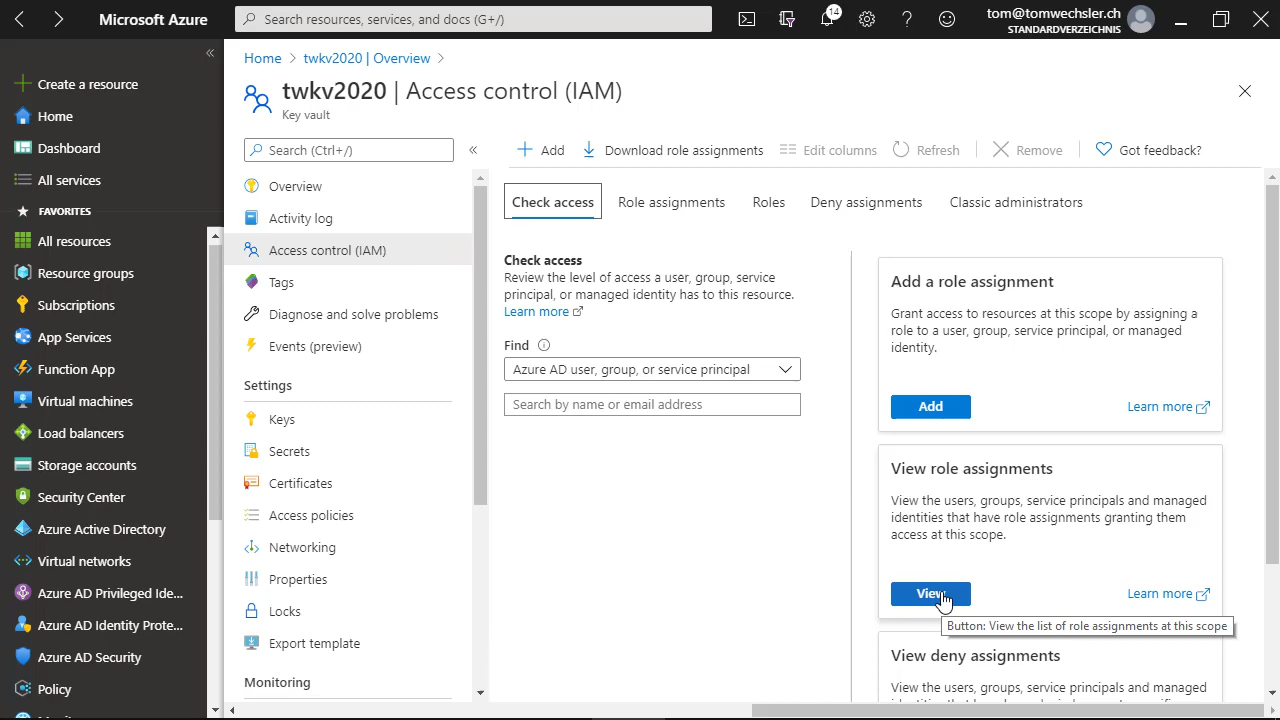 Microsoft Azure
Search resources, services, and docs (G+/)
14
tom@tomwechsler.ch
STANDARDVERZEICHNIS
Create a resource
Home
Dashboard
All services
FAVORITES
All resources
Resource groups
Subscriptions
App Services
Function App
Virtual machines
Load balancers
Storage accounts
Security Center
Azure Active Directory
Virtual networks
Azure AD Privileged Ide...
Azure AD Identity Prote...
Azure AD Security
Policy
Home
twkv2020 | Overview
twkv2020 | Access control (IAM)
Key vault
Search (Ctrl+/)
Overview
Activity log
Access control (IAM)
Tags
Diagnose and solve problems
Events (preview)
Settings
Keys
Secrets
Certificates
Access policies
Networking
Properties
Locks
Export template
Monitoring
Add
Download role assignments
Edit columns
Refresh
Remove
Got feedback?
Check access
Role assignments
Roles
Deny assignments
Classic administrators
Check access
Review the level of access a user, group, service
principal, or managed identity has to this resource.
Learn more
Find
Azure AD user, group, or service principal
Search by name or email address
Add a role assignment
Grant access to resources at this scope by assigning a
role to a user, group, service principal, or managed
identity.
Add
Learn more
View role assignments
View the users, groups, service principals and managed
identities that have role assignments granting them
access at this scope.
View
Learn more
Button: View the list of role assignments at this scope
View deny assignments
View the users, groups, service principals and managed